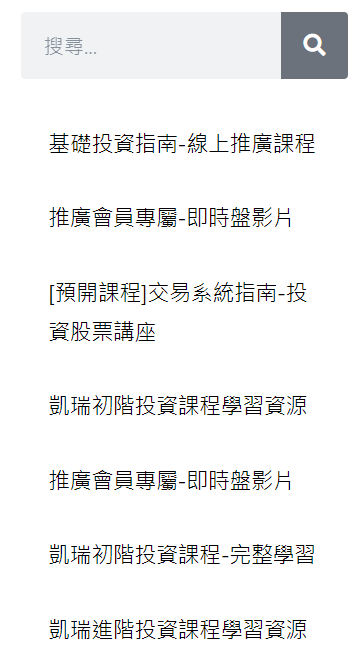 搜尋...
基礎投資指南-線上推廣課程
推廣會員專屬-即時盤影片
[預開課程]交易系統指南-投
資股票講座
凱瑞初階投資課程學習資源
推廣會員專屬-即時盤影片
凱瑞初階投資課程-完整學習
凱瑞進階投資課程學習資源